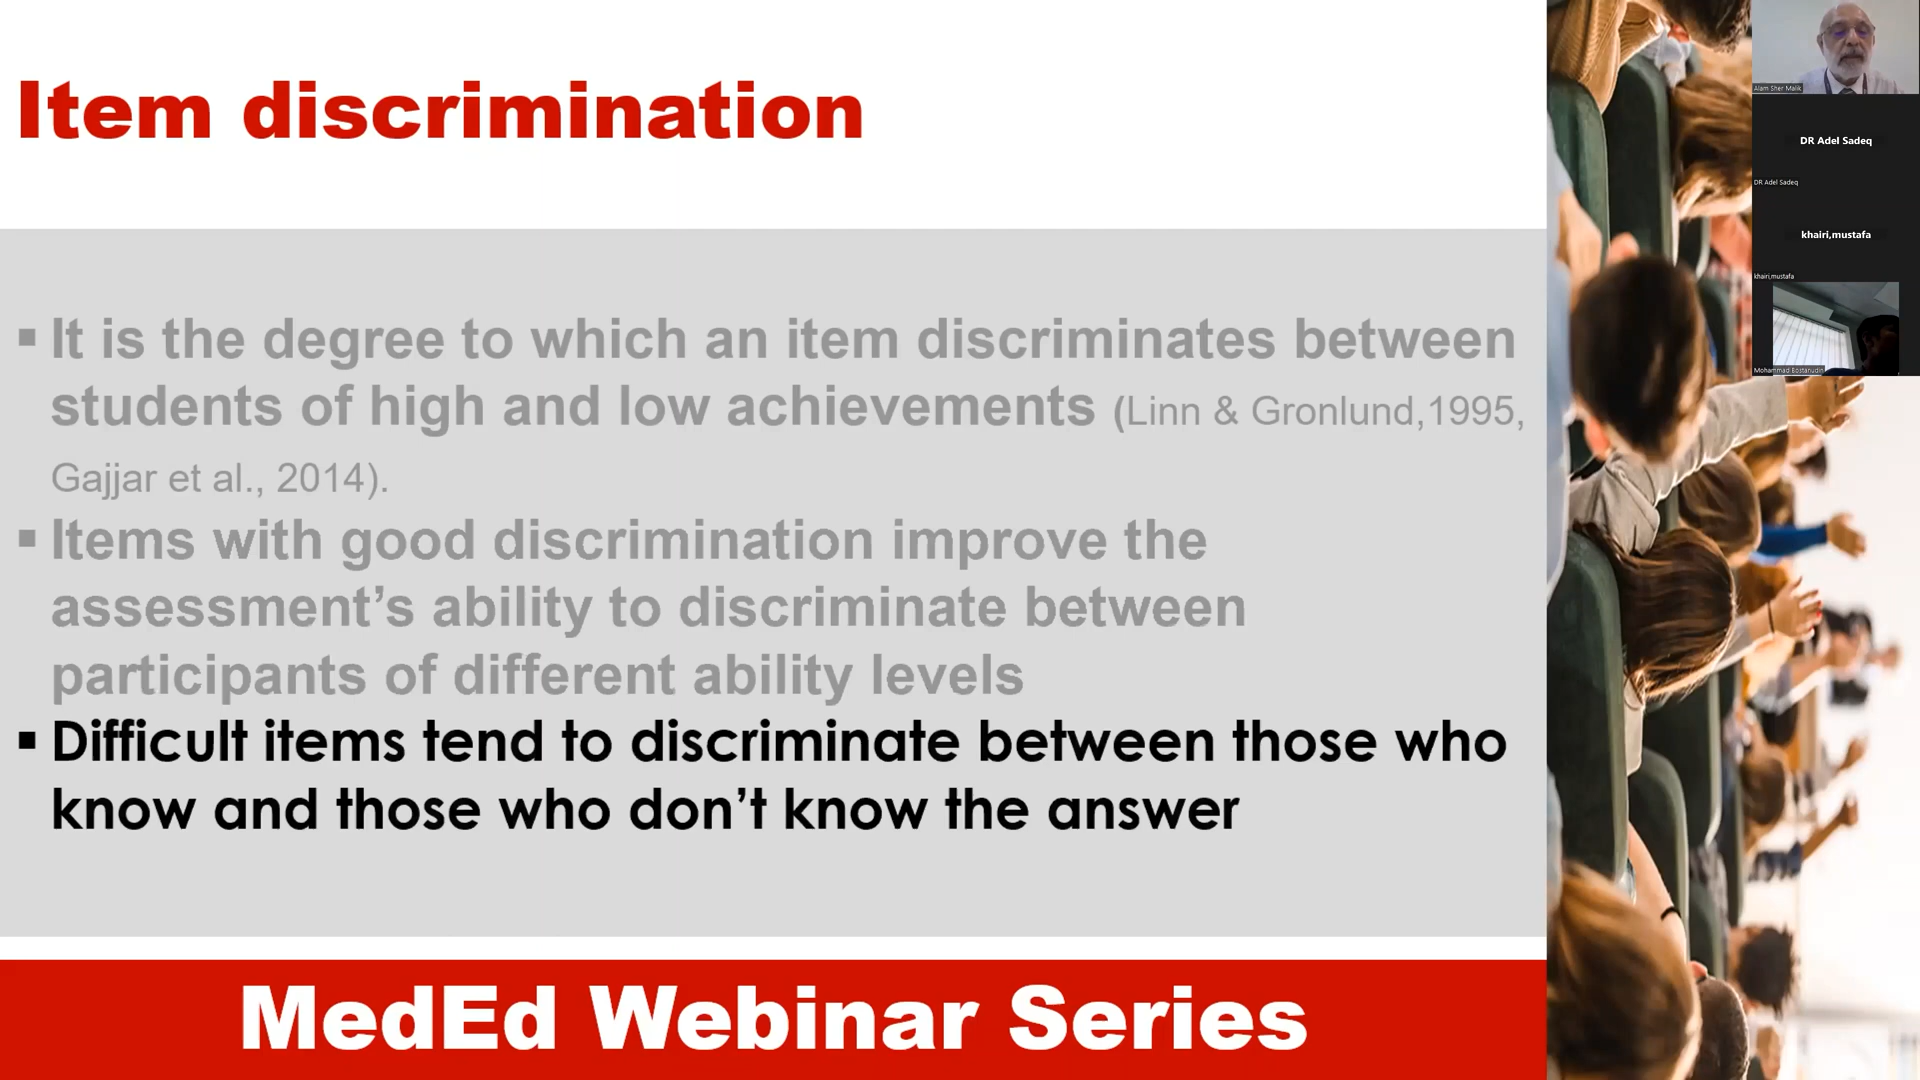 Item discrimination
▪ It is the degree to which an item discriminates between
students of high and low achievements (Linn & Gronlund,1995,
Gajjar et al., 2014).
▪ Items with good discrimination improve the
assessment’s ability to discriminate between
participants of different ability levels
▪ Difficult items tend to discriminate between those who
know and those who don’t know the answer
MedEd Webinar Series
Alam Sher Malik
DR Adel Sadeq
DR Adel Sadeq
khairi,mustafa
khairi,mustafa
Mohammad Bostanudin